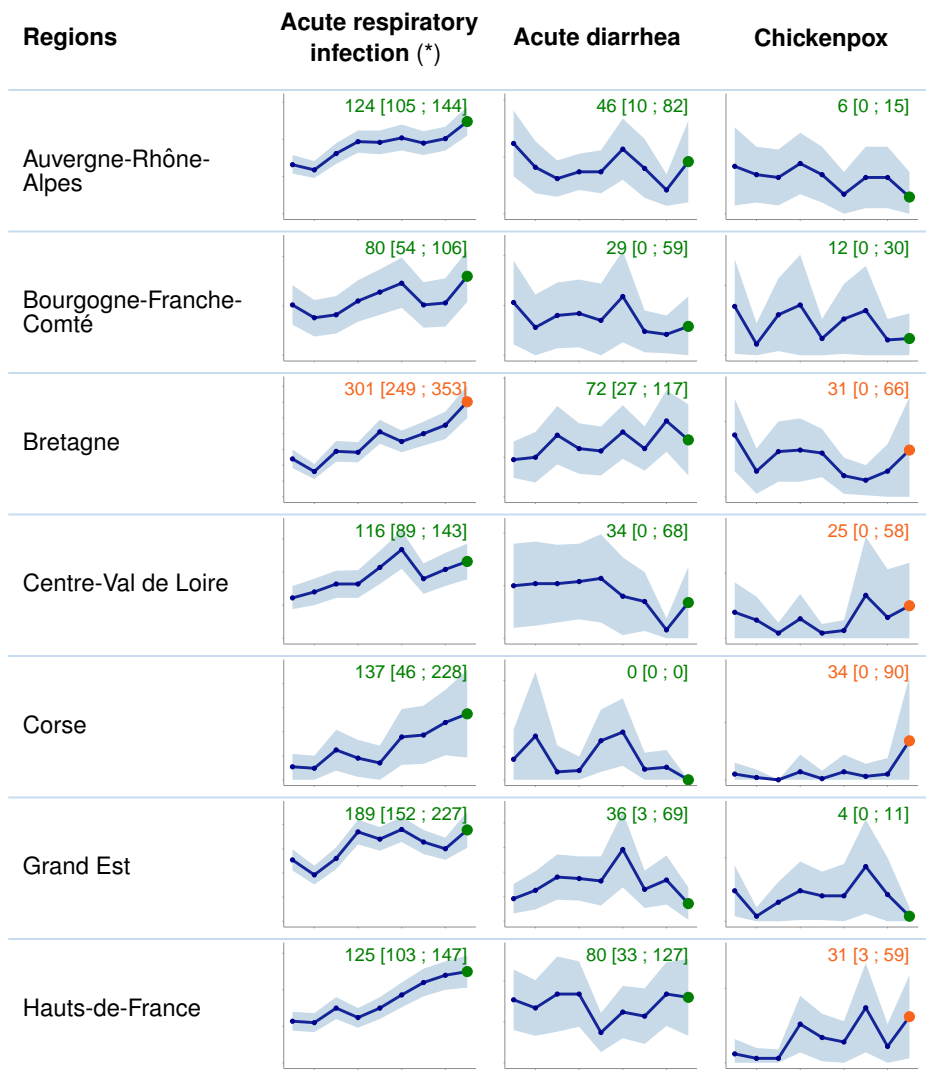 Regions
Acute respiratory
infection (*)
Acute diarrhea
Chickenpox
Auvergne-Rhône-
Alpes
124 [105 ; 144]
46 [10 ; 82]
6 [0 ; 15]
Bourgogne-Franche-
Comté
80 [54 ; 106]
29 [0 ; 59]
12 [0 ; 30]
Bretagne
301 [249 ; 353]
72 [27 ; 117]
31 [0 ; 66]
Centre-Val de Loire
116 [89 ; 143]
34 [0 ; 68]
25 [0 ; 58]
Corse
137 [46 ; 228]
0 [0 ; 0]
34 [0 ; 90]
Grand Est
189 [152 ; 227]
36 [3 ; 69]
4 [0 ; 11]
Hauts-de-France
125 [103 ; 147]
80 [33 ; 127]
31 [3 ; 59]